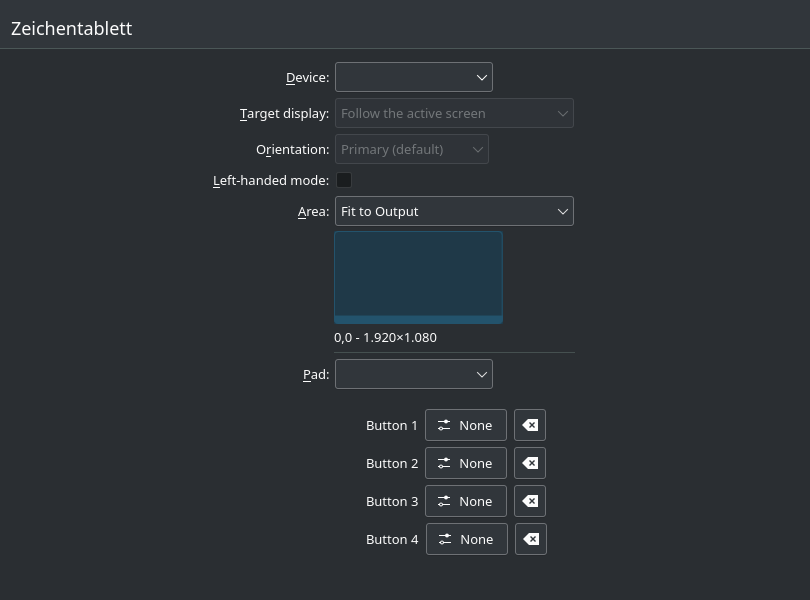 Zeichentablett
Device:
Target display: Follow the active screen
Orientation: Primary (default)
Left-handed mode:
Area: Fit to Output
0,0 - 1.920×1.080
Pad:
Button 1 None
Button 2 None
Button 3 None
Button 4 None